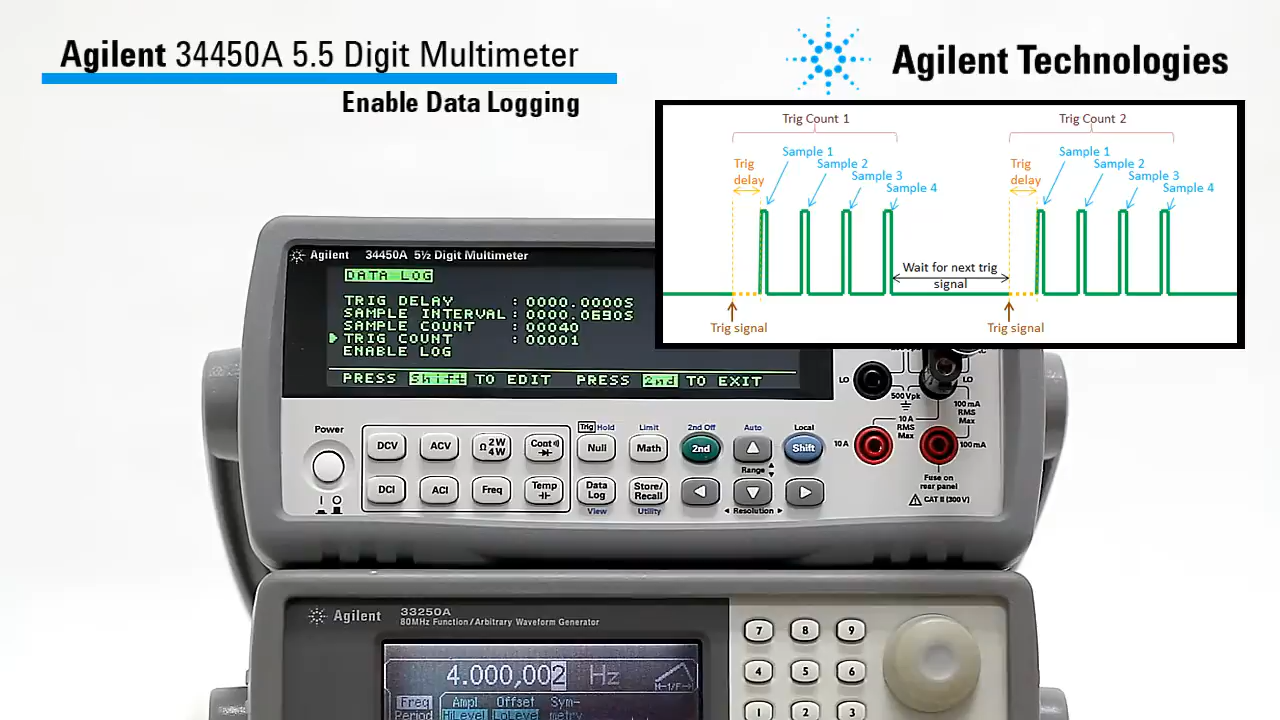 Agilent 34450A 5.5 Digit Multimeter
Enable Data Logging
Agilent Technologies
Trig Count 1
Trig Count 2
Trig delay
Sample 1
Sample 2
Sample 3
Sample 4
Trig delay
Sample 1
Sample 2
Sample 3
Sample 4
Wait for next trig
signal
Trig signal
Trig signal
Agilent 34450A 5½ Digit Multimeter
DATA LOG
TRIG DELAY : 0000.0000S
SAMPLE INTERVAL : 0000.0690S
SAMPLE COUNT : 00040
TRIG COUNT : 00001
ENABLE LOG
PRESS Shift TO EDIT PRESS 2nd TO EXIT
LO
LO
500 Vpk
10 A
RMS
Max
100 mA
RMS
Max
10 A
100 mA
Fuse on
rear panel
CAT II (300 V)
Power
DCV
ACV
Ω 2W
4W
Cont
Trig Hold
Null
Limit
Math
2nd Off
2nd
Auto
Local
Shift
Range
DCI
ACI
Freq
Temp
Data
Log
View
Store/
Recall
Utility
Resolution
Agilent
33250A
80MHz Function/Arbitrary Waveform Generator
4.000,002 Hz
Freq
Period
Ampl
HiLevel
Offset
LoLevel
Sym-
metry
7 8 9
4 5 6
1 2 3